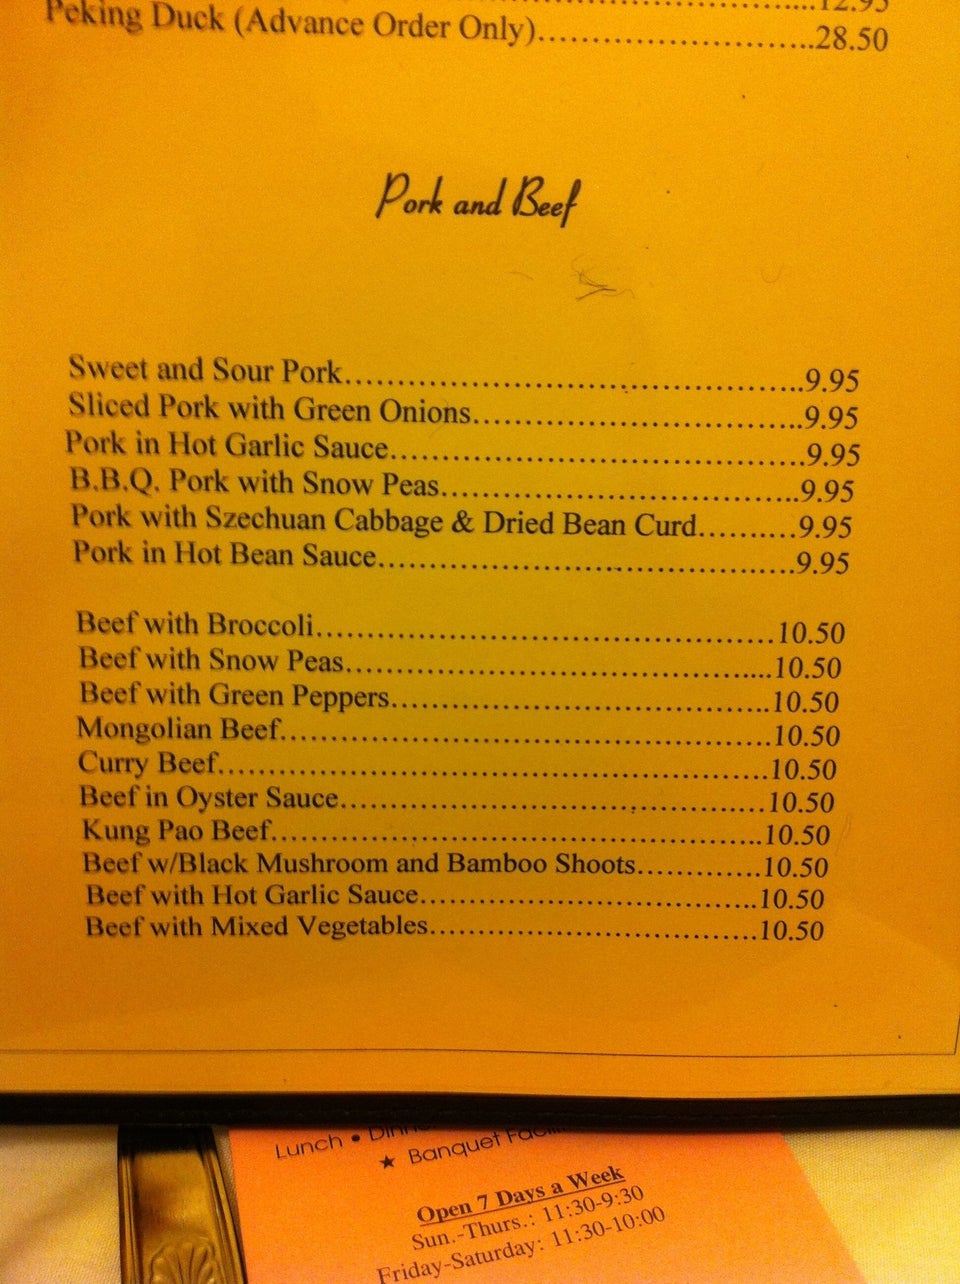 12.95
Peking Duck (Advance Order Only)..............................28.50
Pork and Beef
Sweet and Sour Pork..................................................9.95
Sliced Pork with Green Onions....................................9.95
Pork in Hot Garlic Sauce.............................................9.95
B.B.Q. Pork with Snow Peas.......................................9.95
Pork with Szechuan Cabbage & Dried Bean Curd..........9.95
Pork in Hot Bean Sauce..............................................9.95
Beef with Broccoli..................................................10.50
Beef with Snow Peas...............................................10.50
Beef with Green Peppers..........................................10.50
Mongolian Beef......................................................10.50
Curry Beef.............................................................10.50
Beef in Oyster Sauce...............................................10.50
Kung Pao Beef.......................................................10.50
Beef w/Black Mushroom and Bamboo Shoots.............10.50
Beef with Hot Garlic Sauce.......................................10.50
Beef with Mixed Vegetables.....................................10.50
Lunch •
★ Banquet
Open 7 Days a Week
Sun.-Thurs.: 11:30-9:30
Friday-Saturday: 11:30-10:00